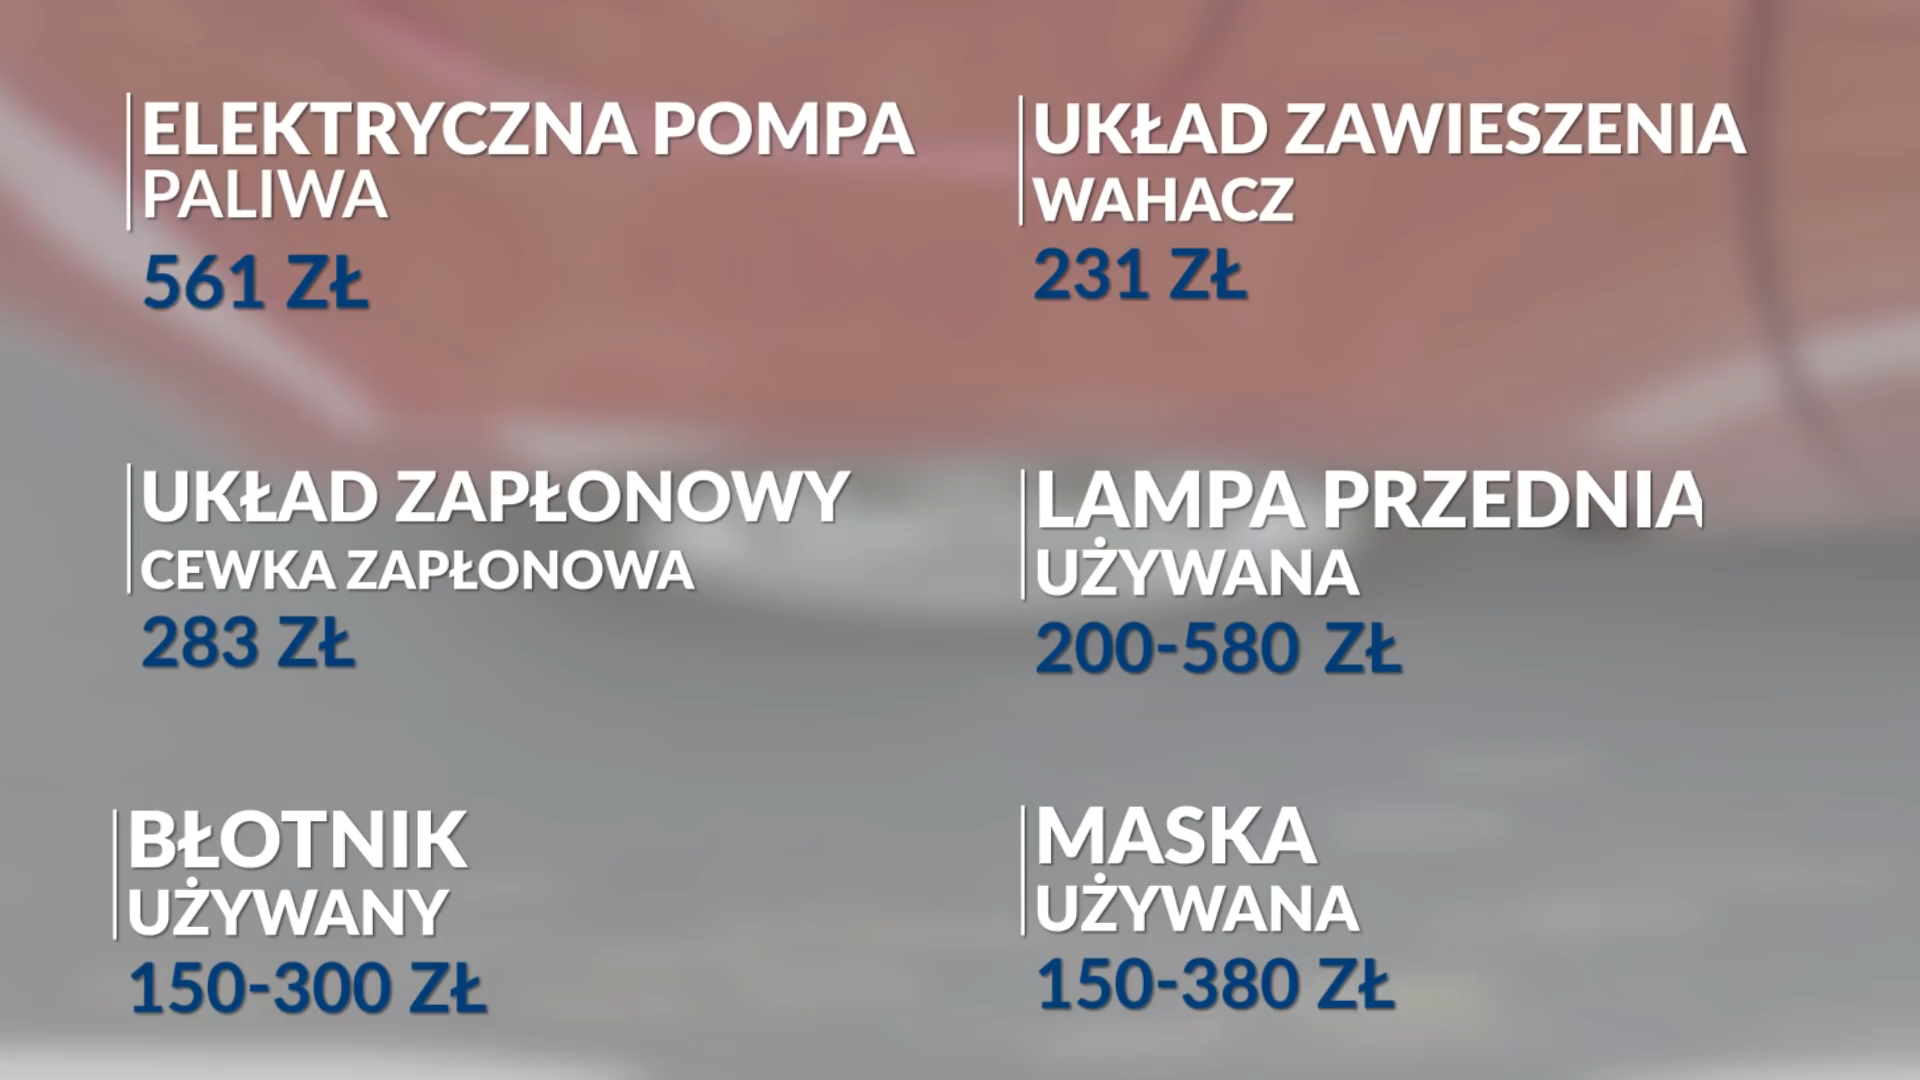 ELEKTRYCZNA POMPA
PALIWA
561 ZŁ
UKŁAD ZAWIESZENIA
WAHACZ
231 ZŁ
UKŁAD ZAPŁONOWY
CEWKA ZAPŁONOWA
283 ZŁ
LAMPA PRZEDNIA
UŻYWANA
200-580 ZŁ
BŁOTNIK
UŻYWANY
150-300 ZŁ
MASKA
UŻYWANA
150-380 ZŁ